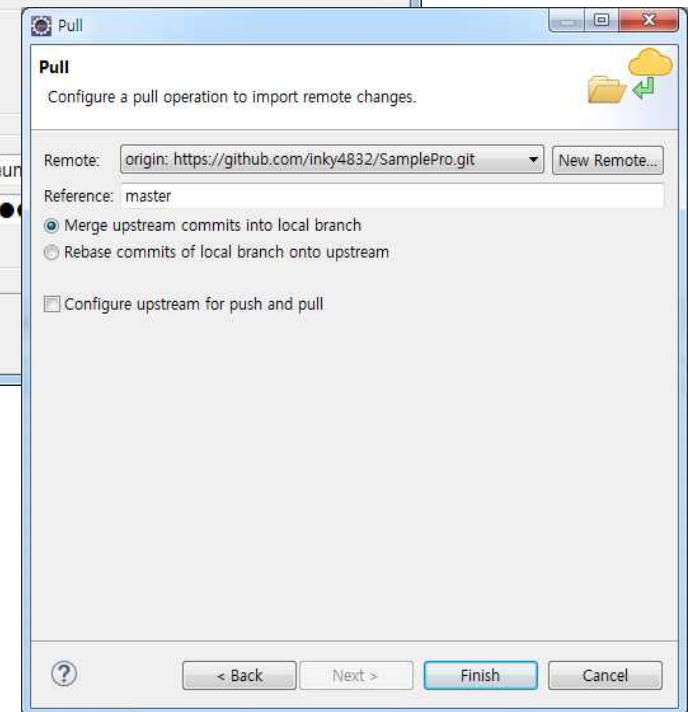 Pull
Pull
Configure a pull operation to import remote changes.
Remote: origin: https://github.com/inky4832/SamplePro.git New Remote...
Reference: master
Merge upstream commits into local branch
Rebase commits of local branch onto upstream
Configure upstream for push and pull
< Back Next > Finish Cancel